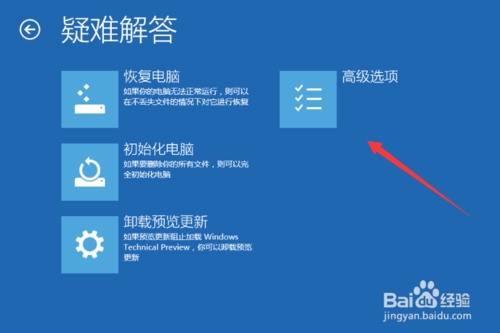 疑难解答
恢复电脑
如果你的电脑无法正常运行，则可以
在不丢失文件的情况下对它进行恢复
高级选项
初始化电脑
如果要删除你的所有文件，则可以完
全初始化电脑
卸载预览更新
如果预览更新阻止加载 Windows
Technical Preview，你可以卸载预览
更新
Bai du 经验
jingyan.baidu.com